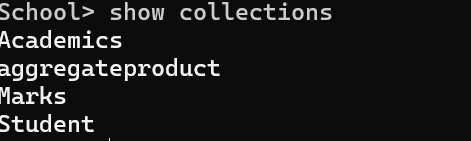 School> show collections
Academics
aggregateproduct
Marks
Student